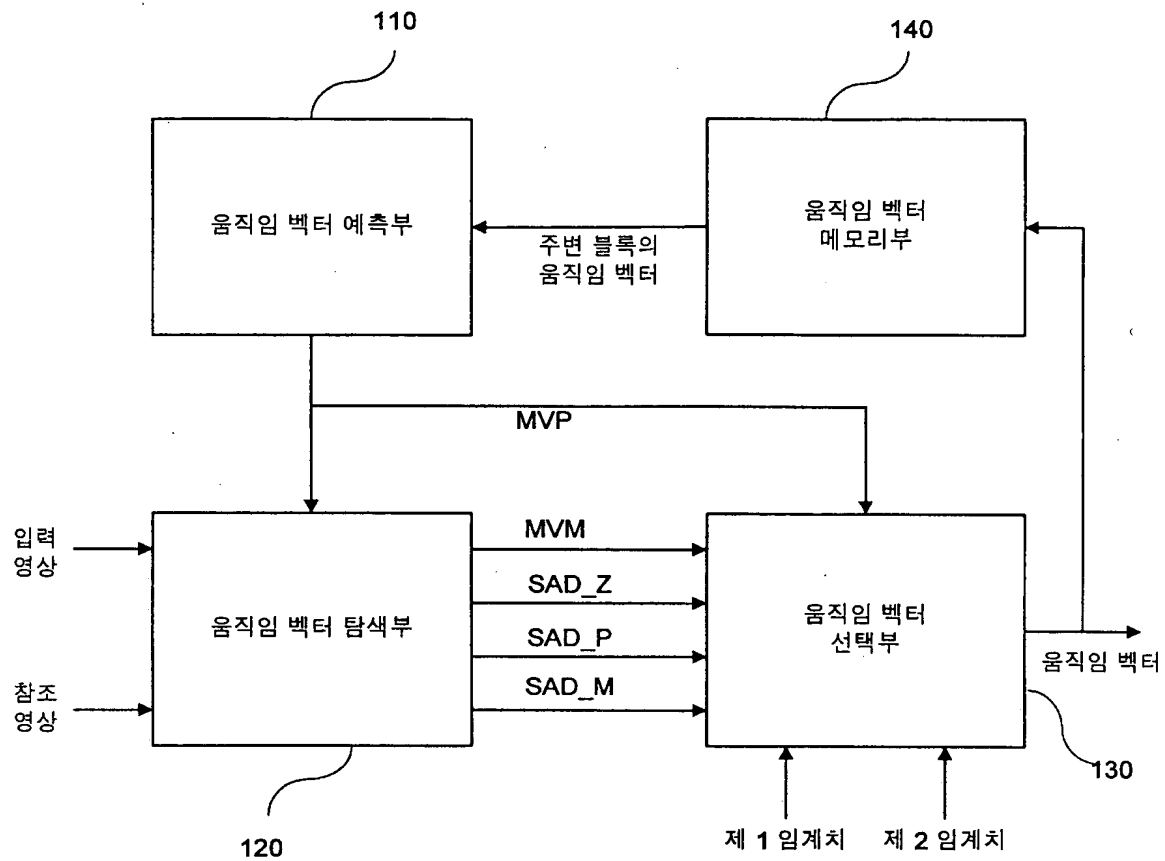 110
140
움직임 벡터 예측부
움직임 벡터
메모리부
주변 블록의
움직임 벡터
MVP
입력
영상
참조
영상
움직임 벡터 탐색부
MVM
SAD_Z
SAD_P
SAD_M
움직임 벡터
선택부
움직임 벡터
130
120
제 1 임계치
제 2 임계치